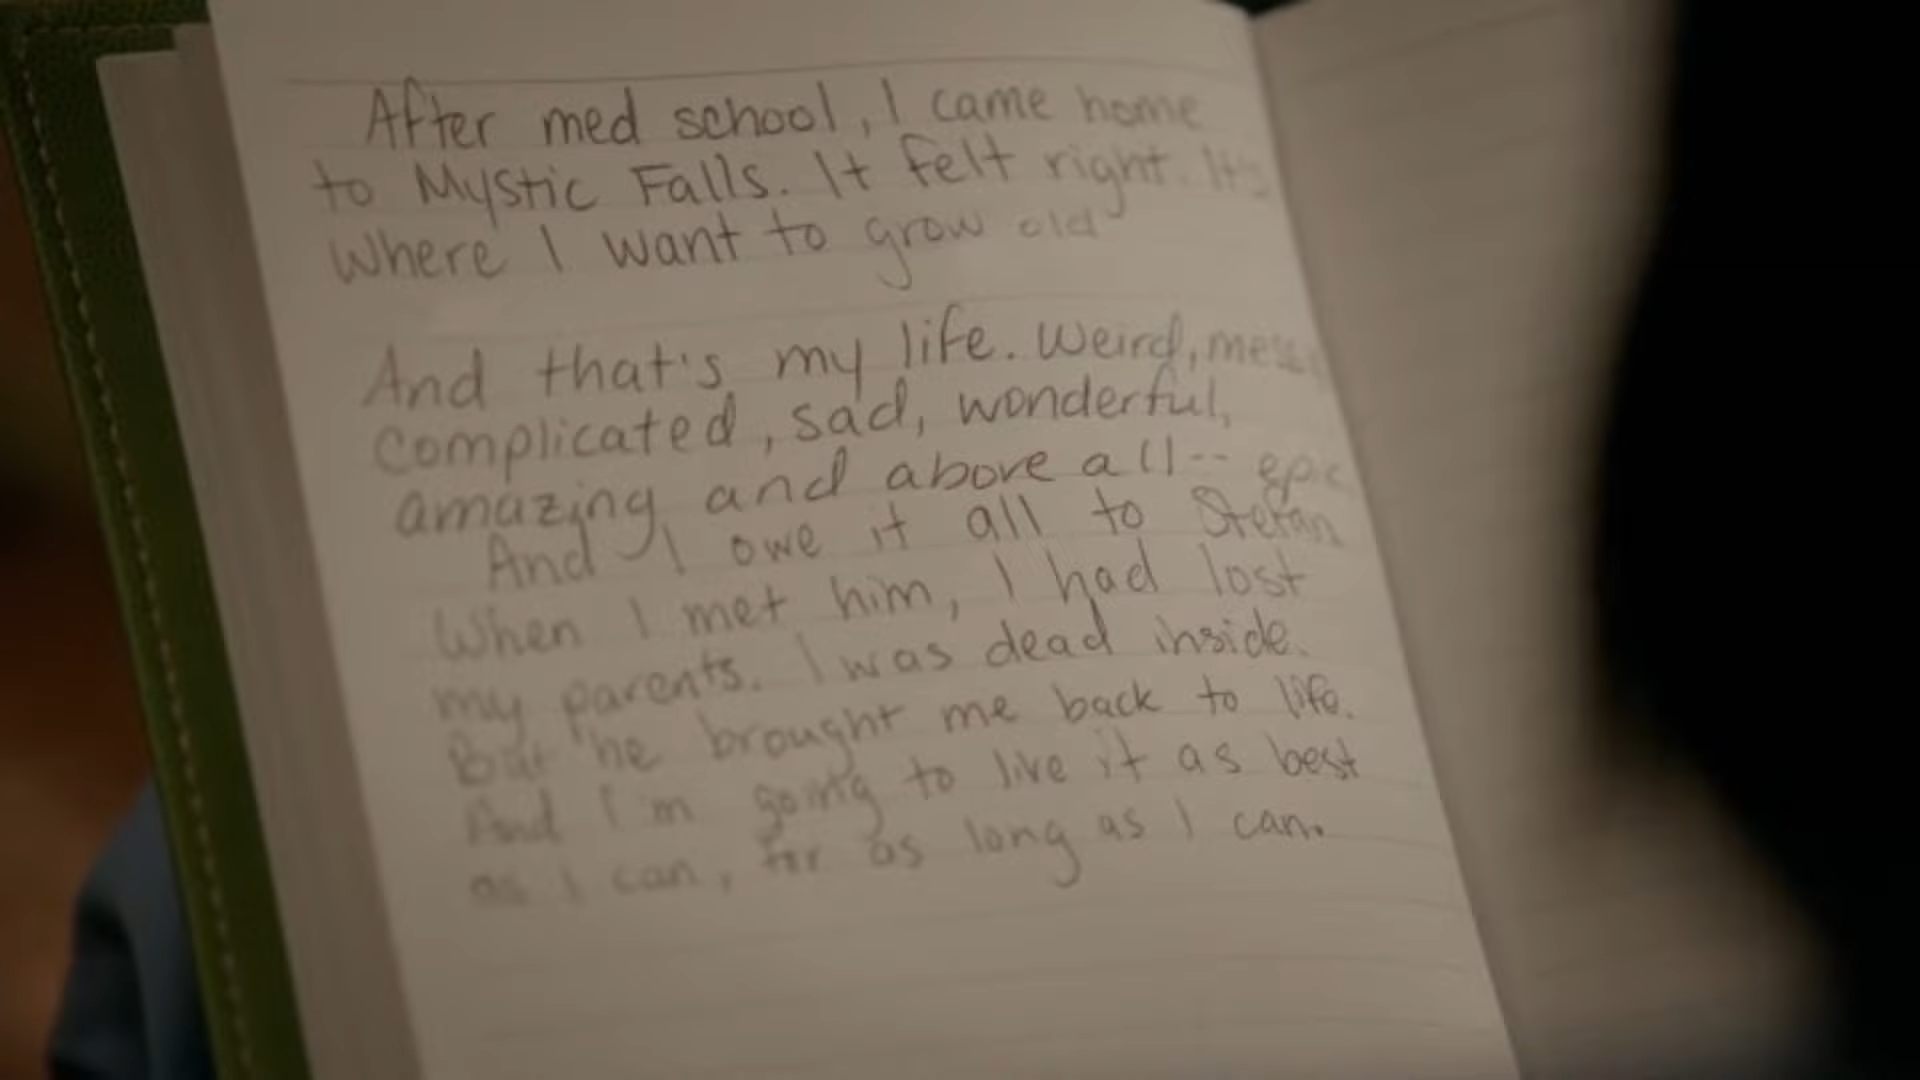 After med school, I came home
to Mystic Falls. It felt right. It's
where I want to grow old
And that's my life. Weird, messy
complicated, sad, wonderful,
amazing and above all-- epic
And I owe it all to Stefan
When I met him, I had lost
my parents. I was dead inside.
But he brought me back to life.
And I'm going to live it as best
as I can, for as long as I can.